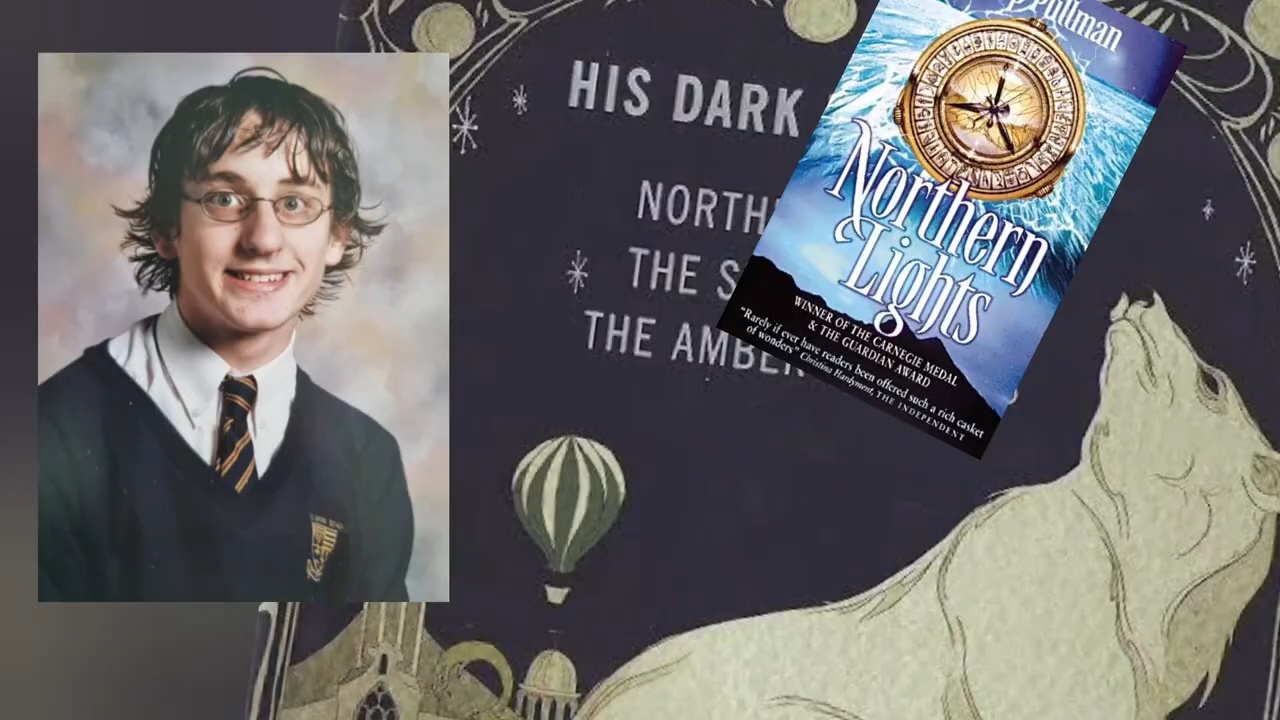 HIS DARK
NORTH
THE S
THE AMBER
Pullman
Northern
Lights
WINNER OF THE CARNEGIE MEDAL
& THE GUARDIAN AWARD
"Rarely if ever have readers been offered such a rich casket
of wonders" Christina Hardyment, THE INDEPENDENT